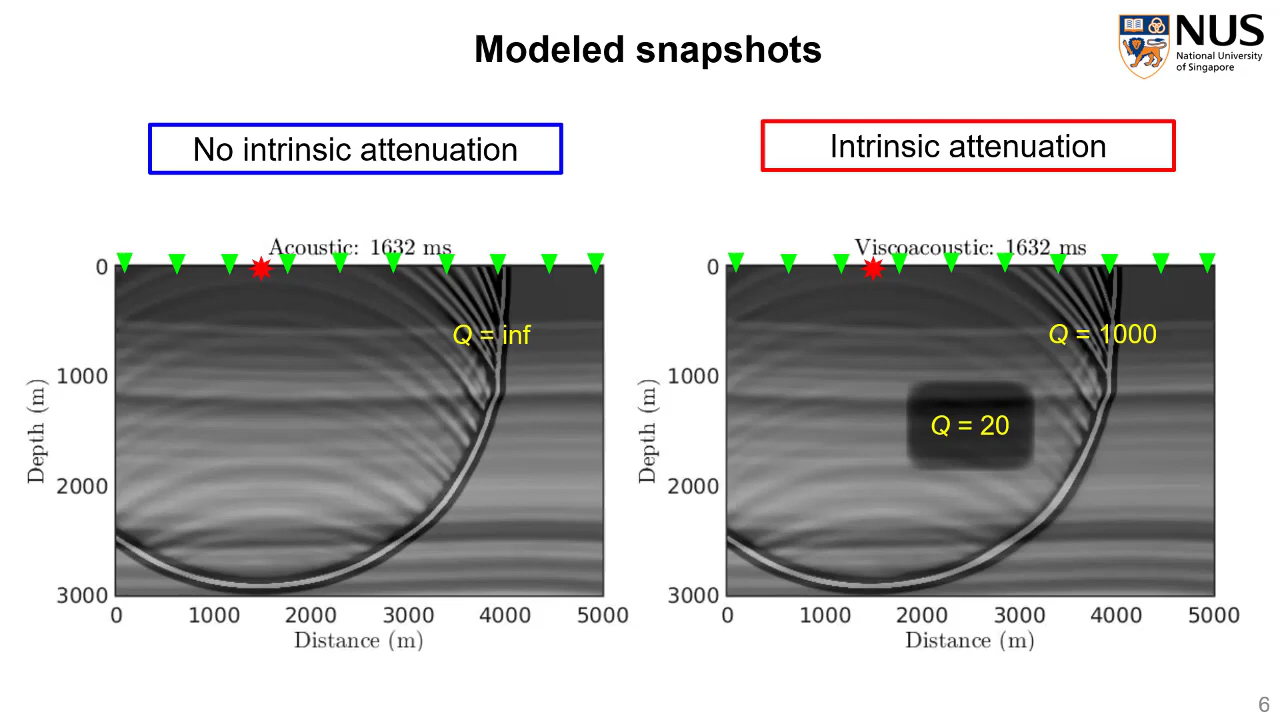 Modeled snapshots
NUS
National University
of Singapore
No intrinsic attenuation
Intrinsic attenuation
Acoustic: 1632 ms
0
1000
2000
3000
Depth (m)
Q = inf
0 1000 2000 3000 4000 5000
Distance (m)
Viscoacoustic: 1632 ms
0
1000
2000
3000
Depth (m)
Q = 1000
Q = 20
0 1000 2000 3000 4000 5000
Distance (m)
6